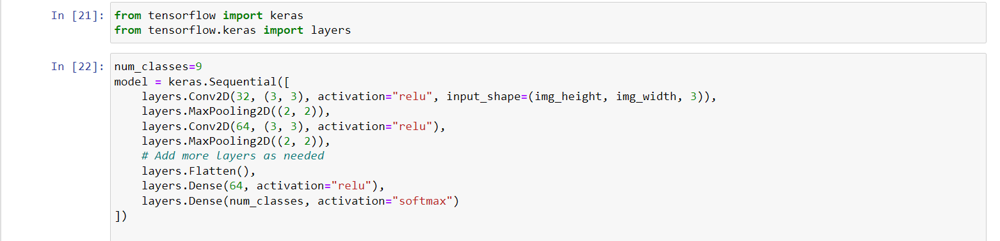 In [21]: from tensorflow import keras
from tensorflow.keras import layers
In [22]: num_classes=9
model = keras.Sequential([
    layers.Conv2D(32, (3, 3), activation="relu", input_shape=(img_height, img_width, 3)),
    layers.MaxPooling2D((2, 2)),
    layers.Conv2D(64, (3, 3), activation="relu"),
    layers.MaxPooling2D((2, 2)),
    # Add more layers as needed
    layers.Flatten(),
    layers.Dense(64, activation="relu"),
    layers.Dense(num_classes, activation="softmax")
])